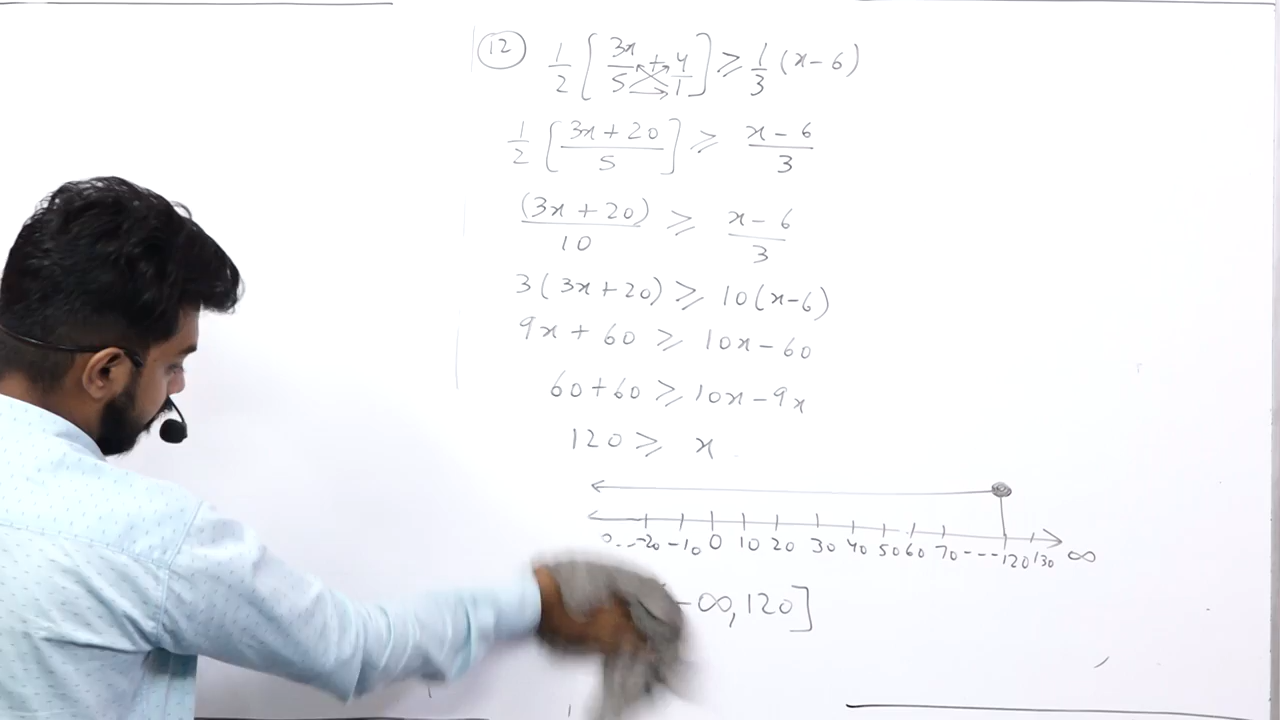 12 1/2 [3x/5 + 4/1] ⩾ 1/3 (x - 6)
1/2 [3x + 20 / 5] ⩾ x - 6 / 3
(3x + 20) / 10 ⩾ x - 6 / 3
3(3x + 20) ⩾ 10(x - 6)
9x + 60 ⩾ 10x - 60
60 + 60 ⩾ 10x - 9x
120 ⩾ x
-20 -10 0 10 20 30 40 50 60 70 --- 120 130 ∞
-∞, 120]